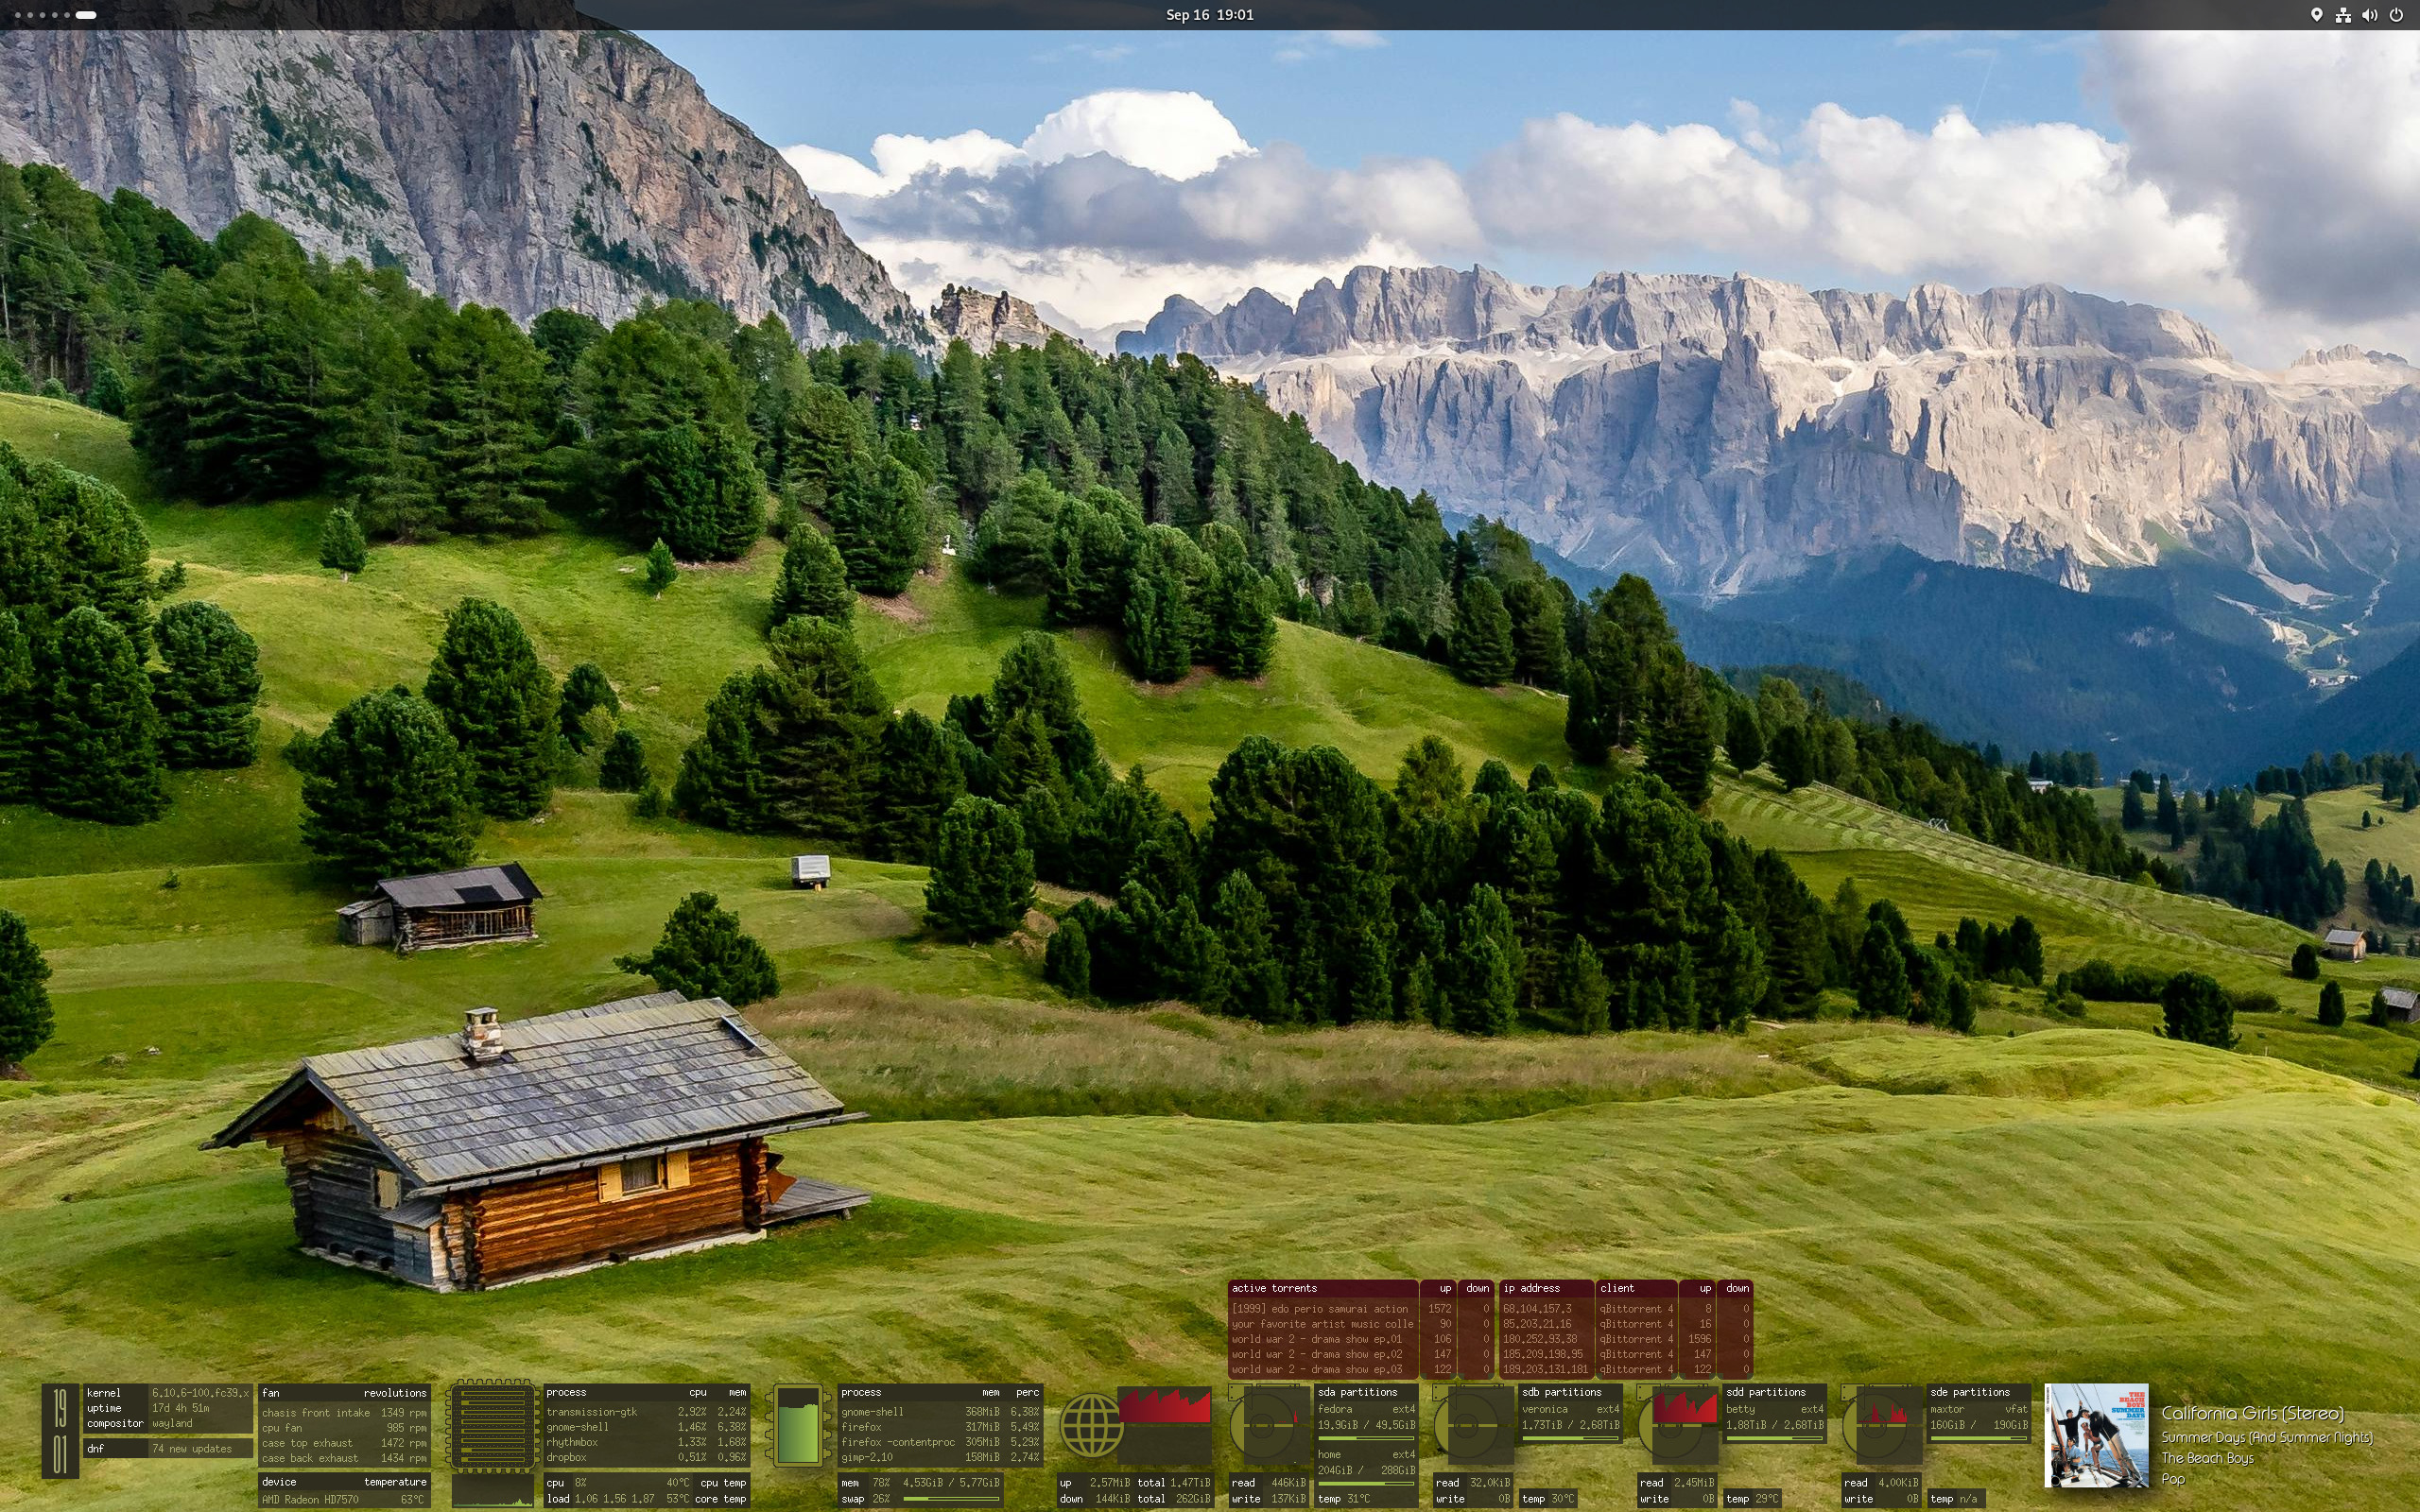 Sep 16 19:01
active torrents up down ip address client up down
[1999] edo perio samurai action 1572 0 68.104.157.3 qBittorrent 4 8 0
your favorite artist music colle 90 0 85.203.21.16 qBittorrent 4 16 0
world war 2 - drama show ep.01 106 0 180.252.93.38 qBittorrent 4 1596 0
world war 2 - drama show ep.02 147 0 185.209.198.95 qBittorrent 4 147 0
world war 2 - drama show ep.03 122 0 189.203.131.181 qBittorrent 4 122 0
19
01
kernel 6.10.6-100.fc39.x
uptime 17d 4h 51m
compositor wayland
dnf 74 new updates
fan revolutions
chasis front intake 1349 rpm
cpu fan 985 rpm
case top exhaust 1472 rpm
case back exhaust 1434 rpm
device temperature
AMD Radeon HD7570 63°C
process cpu mem
transmission-gtk 2.92% 2.24%
gnome-shell 1.46% 6.38%
rhythmbox 1.33% 1.68%
dropbox 0.51% 0.96%
cpu 8% 40°C cpu temp
load 1.06 1.56 1.87 53°C core temp
process mem perc
gnome-shell 368MiB 6.38%
firefox 317MiB 5.49%
firefox -contentproc 305MiB 5.29%
gimp-2.10 158MiB 2.74%
mem 78% 4.53GiB / 5.77GiB
swap 26%
up 2.57MiB total 1.47TiB
down 144KiB total 262GiB
sda partitions
fedora ext4
19.9GiB / 49.5GiB
home ext4
204GiB / 288GiB
read 446KiB
write 137KiB
temp 31°C
sdb partitions
veronica ext4
1.73TiB / 2.68TiB
read 32.0KiB
write 0B
temp 30°C
sdd partitions
betty ext4
1.88TiB / 2.68TiB
read 2.45MiB
write 0B
temp 29°C
sde partitions
maxtor vfat
160GiB / 190GiB
read 4.00KiB
write 0B
temp n/a
THE
BEACH
BOYS
SUMMER
DAYS
California Girls (Stereo)
Summer Days (And Summer Nights)
The Beach Boys
Pop